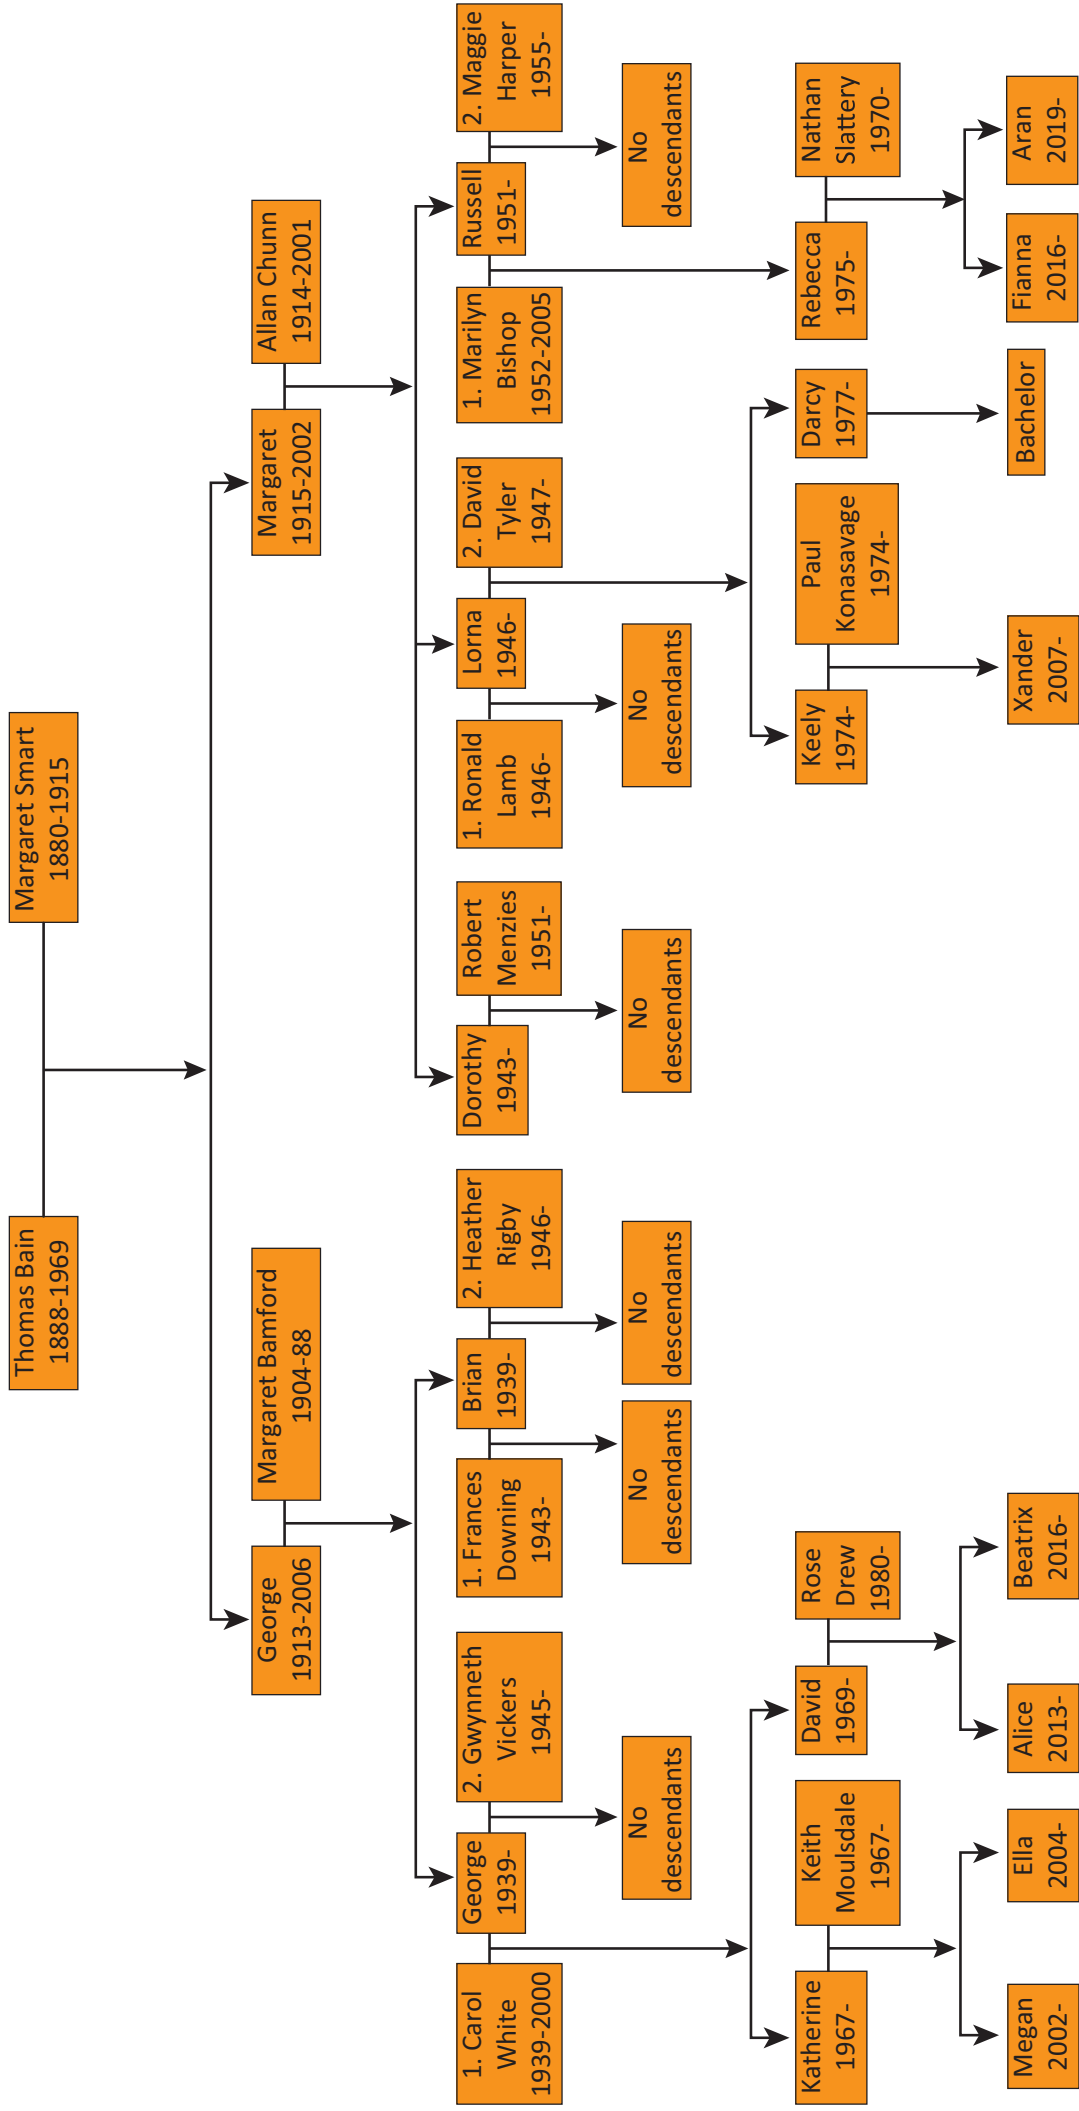 Thomas Bain
1888-1969
Margaret Smart
1880-1915
George
1913-2006
Margaret Bamford
1904-88
Margaret
1915-2002
Allan Chunn
1914-2001
1. Carol
White
1939-2000
George
1939-
2. Gwynneth
Vickers
1945-
1. Frances
Downing
1943-
Brian
1939-
2. Heather
Rigby
1946-
Dorothy
1943-
Robert
Menzies
1951-
1. Ronald
Lamb
1946-
Lorna
1946-
2. David
Tyler
1947-
1. Marilyn
Bishop
1952-2005
Russell
1951-
2. Maggie
Harper
1955-
No
descendants
No
descendants
No
descendants
No
descendants
No
descendants
No
descendants
Katherine
1967-
Keith
Moulsdale
1967-
David
1969-
Rose
Drew
1980-
Keely
1974-
Paul
Konasavage
1974-
Darcy
1977-
Rebecca
1975-
Nathan
Slattery
1970-
Megan
2002-
Ella
2004-
Alice
2013-
Beatrix
2016-
Xander
2007-
Bachelor
Fianna
2016-
Aran
2019-